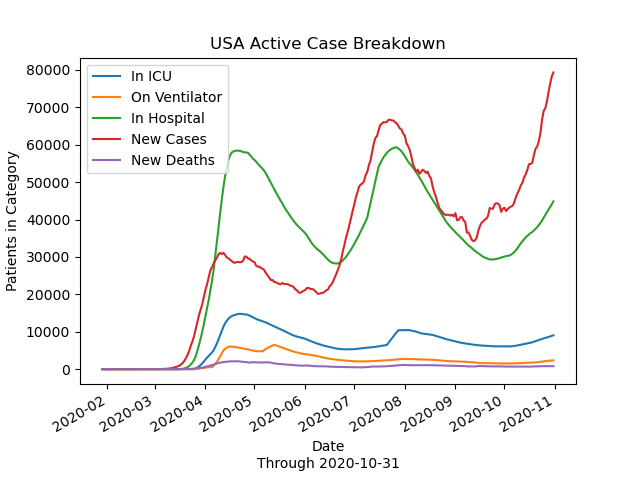 USA Active Case Breakdown
In ICU
On Ventilator
In Hospital
New Cases
New Deaths
Patients in Category
80000
70000
60000
50000
40000
30000
20000
10000
0
2020-02
2020-03
2020-04
2020-05
2020-06
2020-07
2020-08
2020-09
2020-10
2020-11
Date
Through 2020-10-31